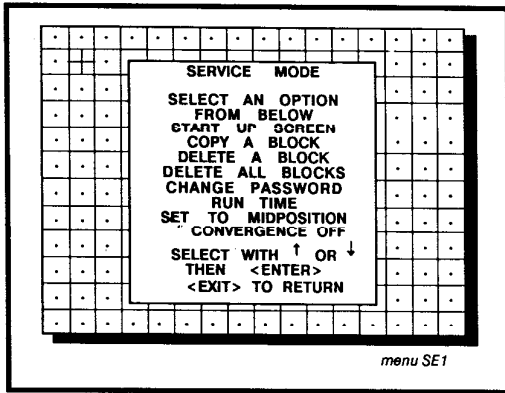 SERVICE MODE
SELECT AN OPTION
FROM BELOW
START UP SCREEN
COPY A BLOCK
DELETE A BLOCK
DELETE ALL BLOCKS
CHANGE PASSWORD
RUN TIME
SET TO MIDPOSITION
" CONVERGENCE OFF
SELECT WITH ↑ OR ↓
THEN <ENTER>
<EXIT> TO RETURN
menu SE1